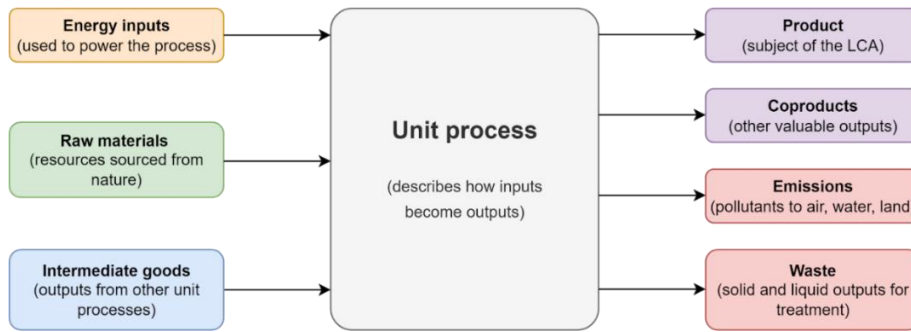 Energy inputs
(used to power the process)
Raw materials
(resources sourced from
nature)
Intermediate goods
(outputs from other unit
processes)
Unit process
(describes how inputs
become outputs)
Product
(subject of the LCA)
Coproducts
(other valuable outputs)
Emissions
(pollutants to air, water, land
Waste
(solid and liquid outputs for
treatment)